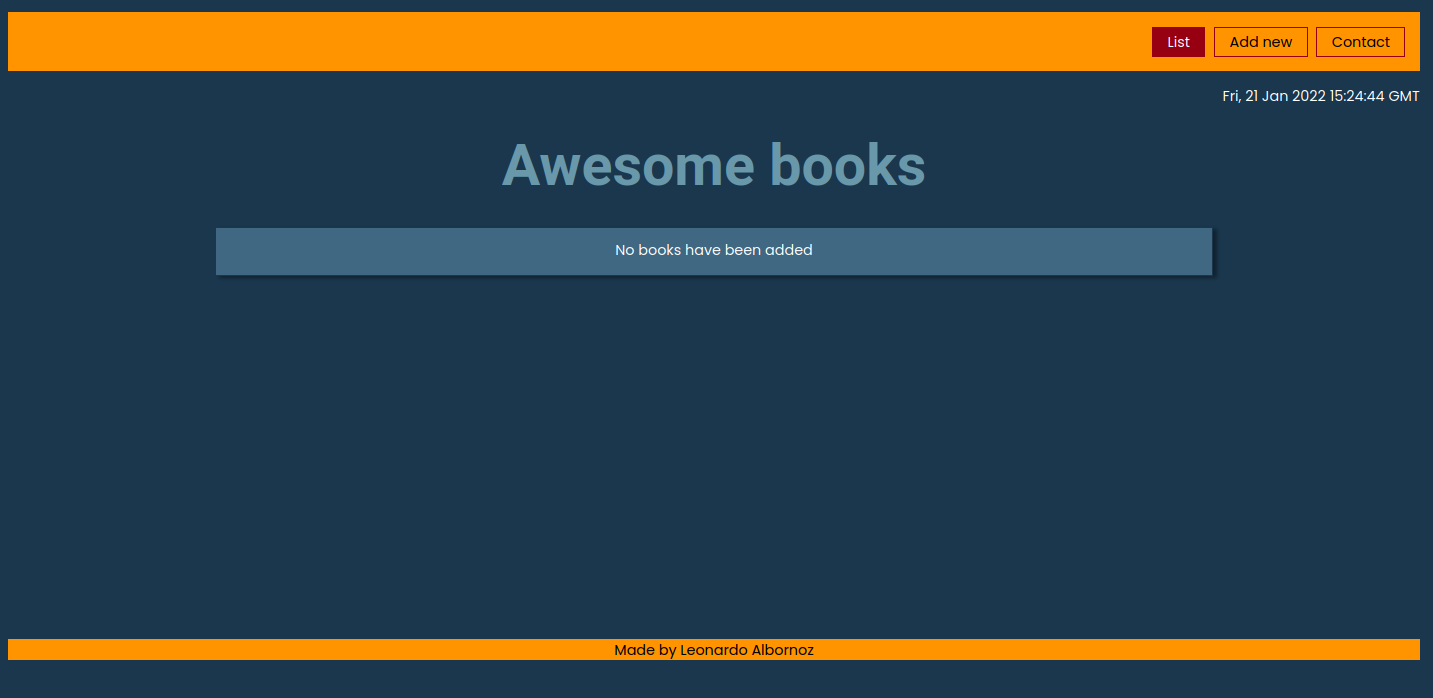 List Add new Contact
Fri, 21 Jan 2022 15:24:44 GMT
Awesome books
No books have been added
Made by Leonardo Albornoz